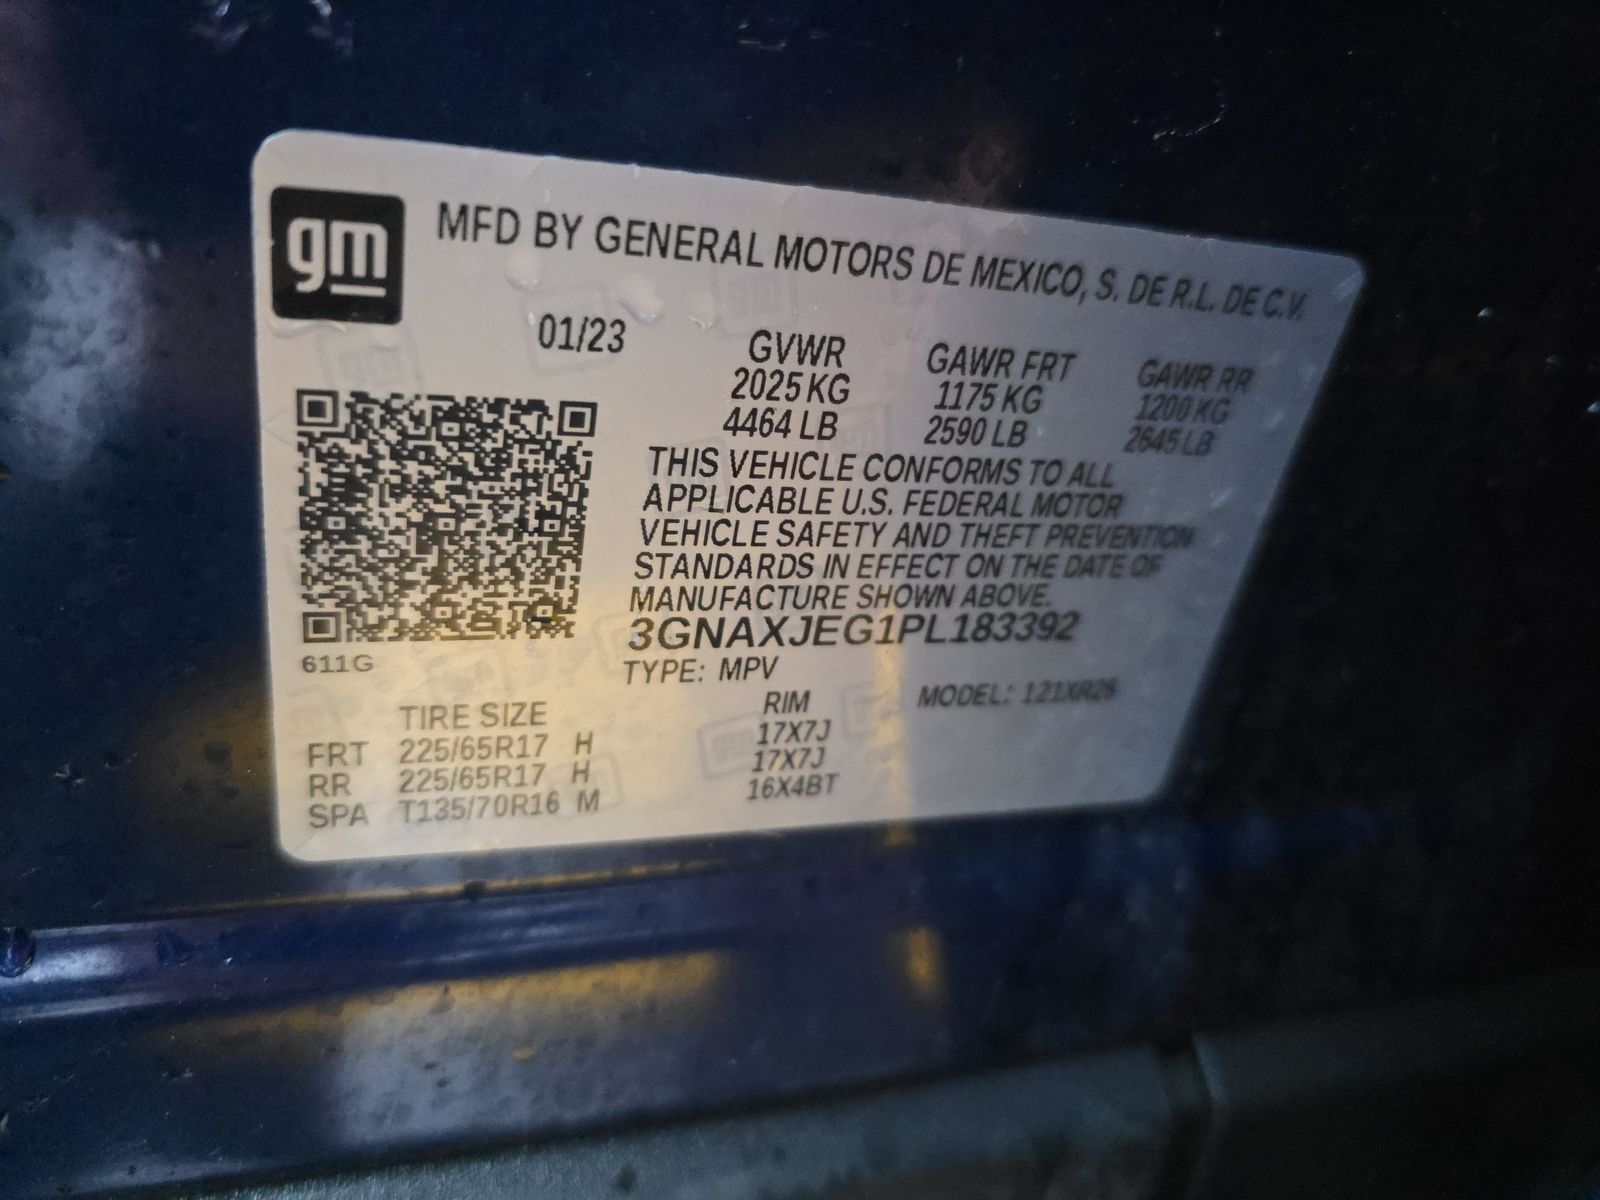 gm
MFD BY GENERAL MOTORS DE MEXICO, S. DE R.L. DE C.V.
01/23
GVWR GAWR FRT GAWR RR
2025 KG 1175 KG 1200 KG
4464 LB 2590 LB 2645 LB
THIS VEHICLE CONFORMS TO ALL
APPLICABLE U.S. FEDERAL MOTOR
VEHICLE SAFETY AND THEFT PREVENTION
STANDARDS IN EFFECT ON THE DATE OF
MANUFACTURE SHOWN ABOVE.
3GNAXJEG1PL183392
611G
TYPE: MPV
MODEL: 121XR26
TIRE SIZE RIM
FRT 225/65R17 H 17X7J
RR 225/65R17 H 17X7J
SPA T135/70R16 M 16X4BT